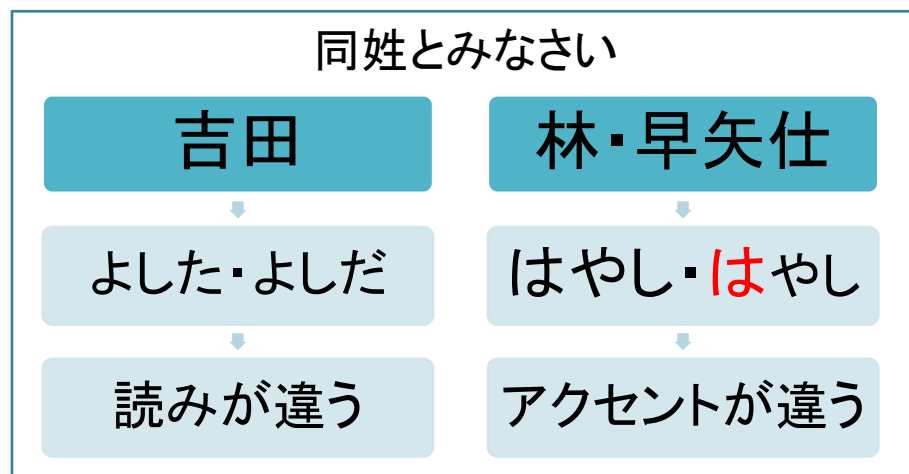 同姓とみなさい
吉田
よした・よしだ
読みが違う
林・早矢仕
はやし・はやし
アクセントが違う